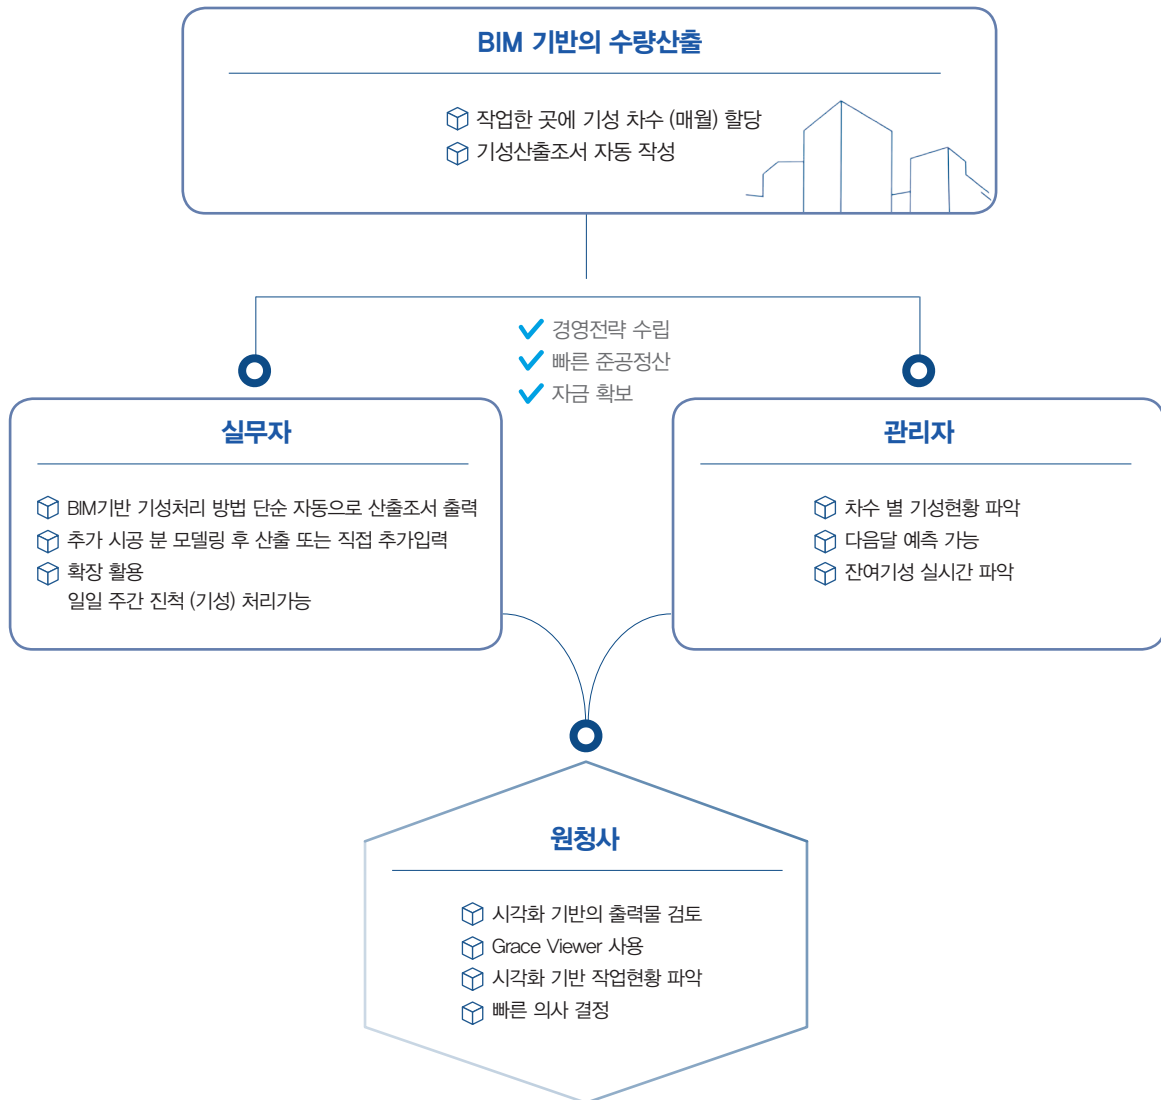 BIM 기반의 수량산출
작업한 곳에 기성 차수 (매월) 할당
기성산출조서 자동 작성
경영전략 수립
빠른 준공정산
자금 확보
실무자
BIM기반 기성처리 방법 단순 자동으로 산출조서 출력
추가 시공 분 모델링 후 산출 또는 직접 추가입력
확장 활용
일일 주간 진척 (기성) 처리가능
관리자
차수 별 기성현황 파악
다음달 예측 가능
잔여기성 실시간 파악
원청사
시각화 기반의 출력물 검토
Grace Viewer 사용
시각화 기반 작업현황 파악
빠른 의사 결정